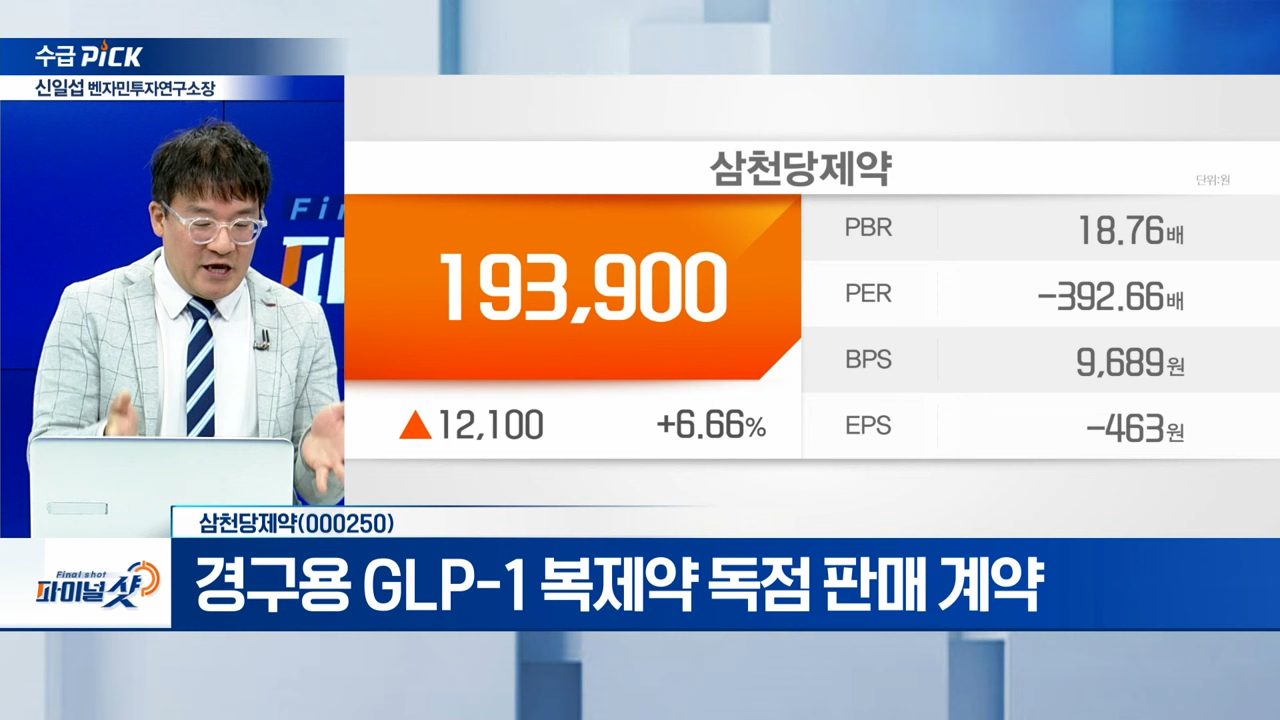 수급 PiCK
신일섭 벤자민투자연구소장
삼천당제약
단위:원
193,900
▲12,100 +6.66%
PBR 18.76배
PER -392.66배
BPS 9,689원
EPS -463원
Fin
파
삼천당제약(000250)
Final shot
파이널샷
경구용 GLP-1 복제약 독점 판매 계약